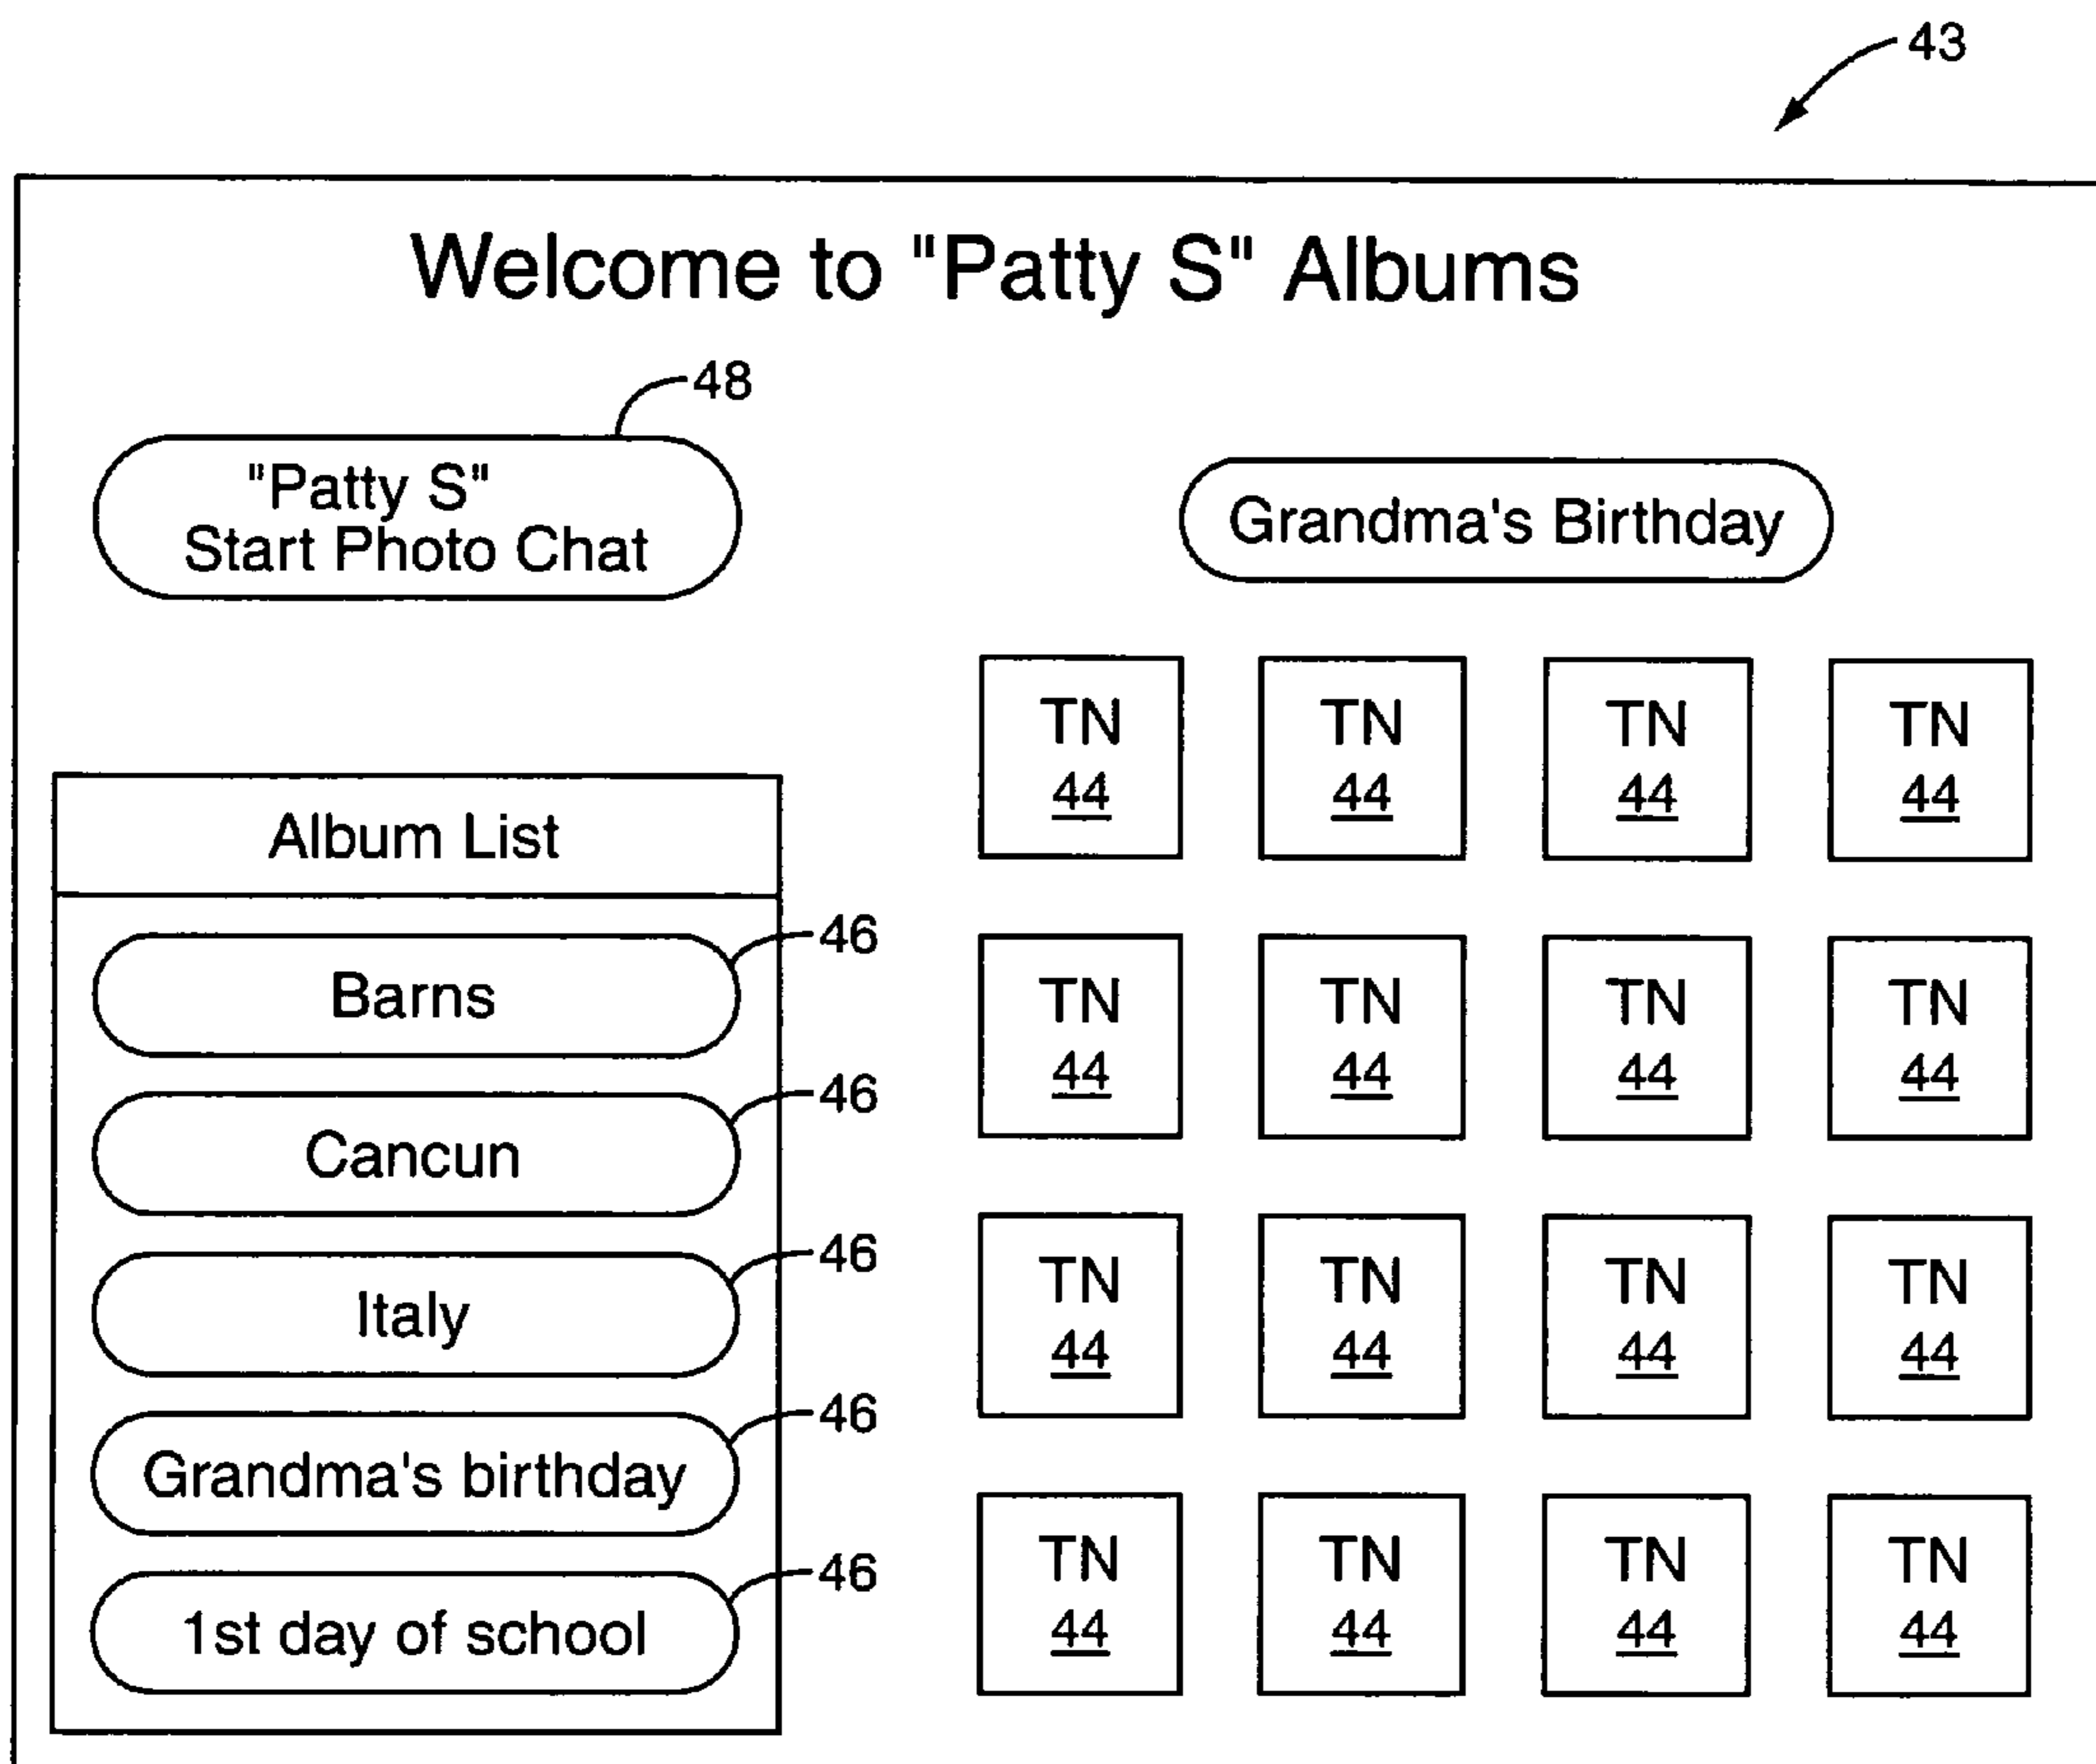 43
Welcome to "Patty S" Albums
48
"Patty S"
Start Photo Chat
Grandma's Birthday
TN TN TN TN
44 44 44 44
Album List
46
Barns
TN TN TN TN
44 44 44 44
46
Cancun
46
Italy
TN TN TN TN
44 44 44 44
46
Grandma's birthday
46
1st day of school
TN TN TN TN
44 44 44 44